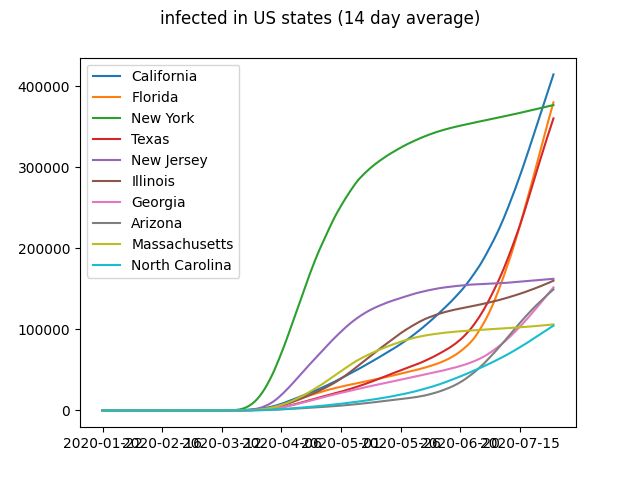 infected in US states (14 day average)
400000
300000
200000
100000
0
California
Florida
New York
Texas
New Jersey
Illinois
Georgia
Arizona
Massachusetts
North Carolina
2020-01-22 2020-02-16 2020-03-12 2020-04-06 2020-05-01 2020-05-26 2020-06-20 2020-07-15